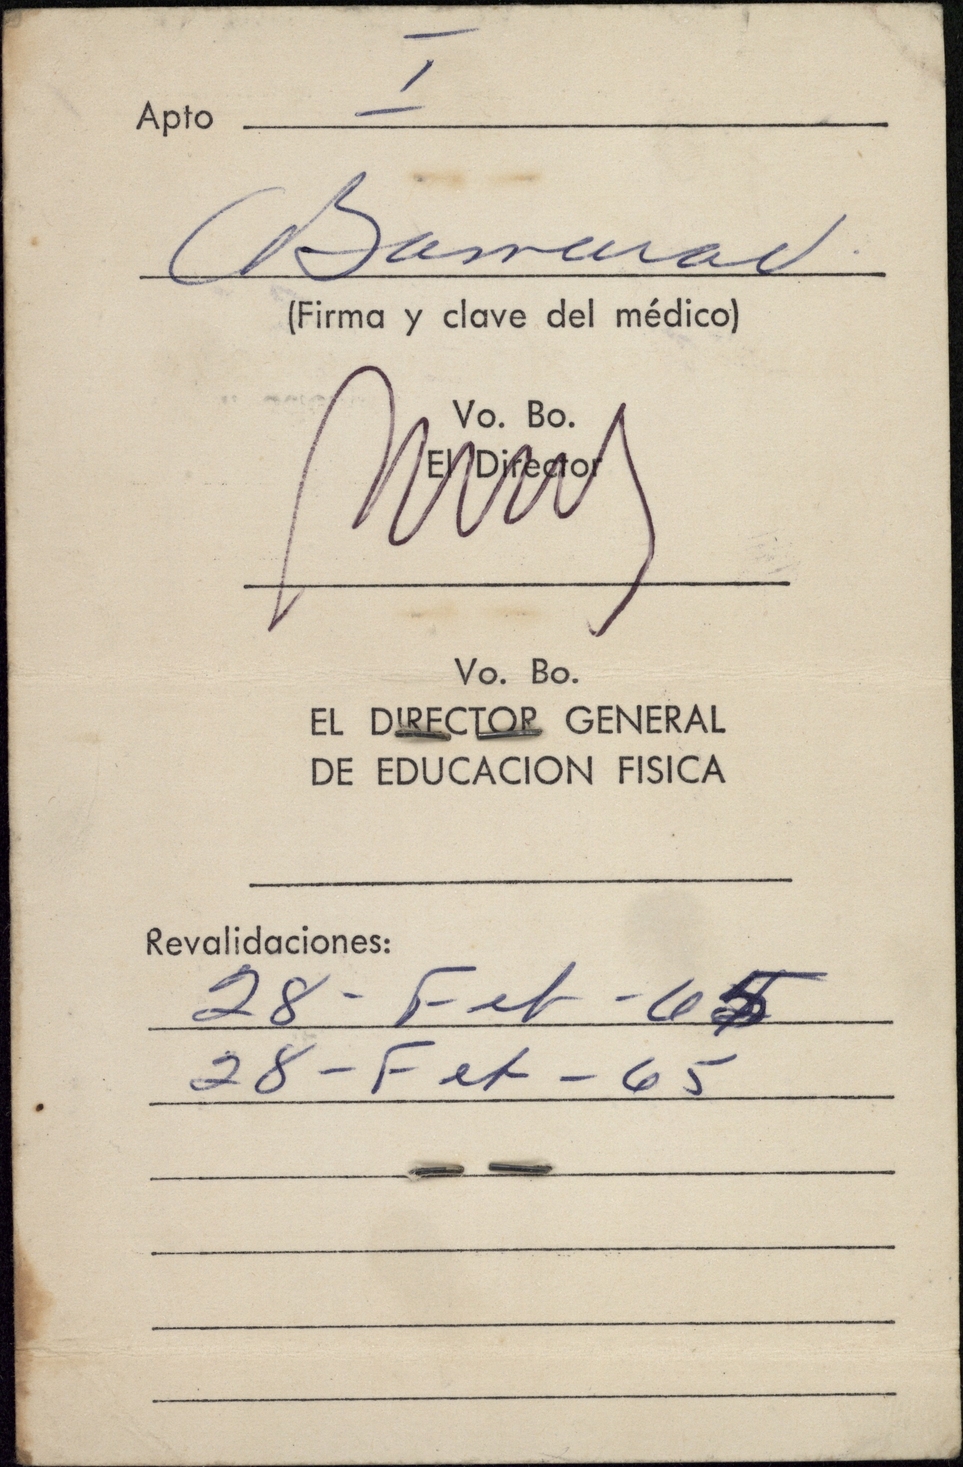 Apto I
(Firma y clave del médico)
Vo. Bo.
El Director
Vo. Bo.
EL DIRECTOR GENERAL
DE EDUCACION FISICA
Revalidaciones:
28 - Feb - 65
28 - Feb - 65